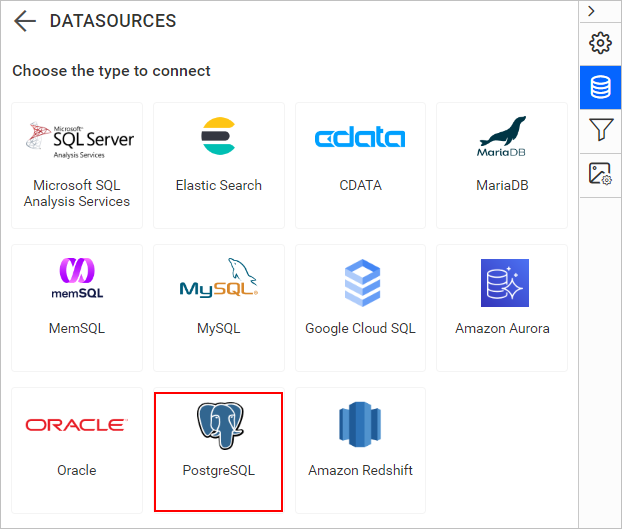 DATASOURCES
Choose the type to connect
Microsoft
SQL Server
Analysis Services
Microsoft SQL
Analysis Services
Elastic Search
cdata
CDATA
MariaDB
MariaDB
memSQL
MemSQL
MySQL
MySQL
Google Cloud SQL
Amazon Aurora
ORACLE
Oracle
PostgreSQL
Amazon Redshift